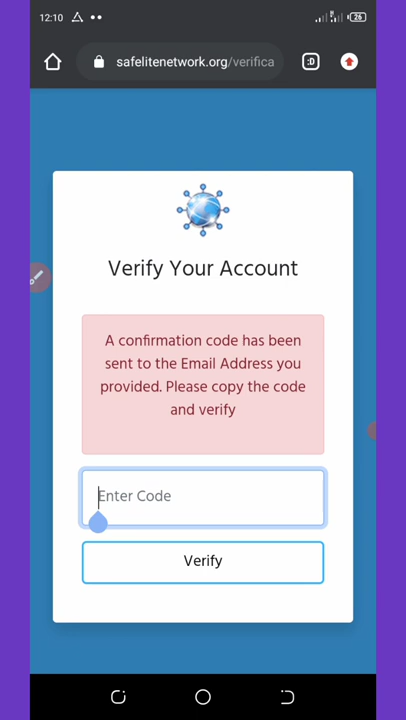 12:10
26
safelitenetwork.org/verifica
:D
Verify Your Account
A confirmation code has been
sent to the Email Address you
provided. Please copy the code
and verify
Enter Code
Verify